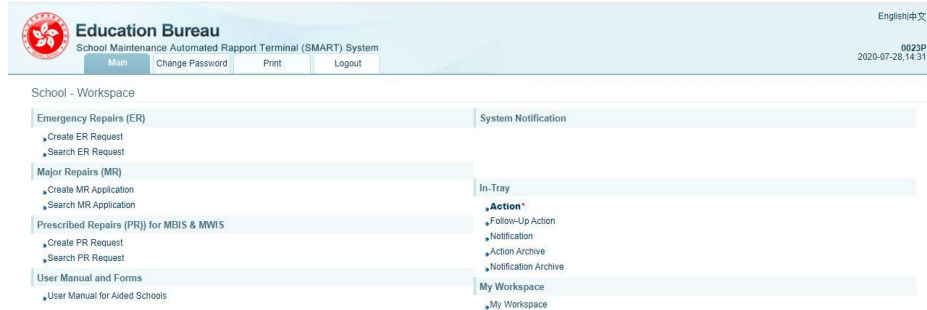 English|中文
Education Bureau
School Maintenance Automated Rapport Terminal (SMART) System
0023P
2020-07-28,14:31
Main
Change Password
Print
Logout
School - Workspace
Emergency Repairs (ER)
Create ER Request
Search ER Request
Major Repairs (MR)
Create MR Application
Search MR Application
Prescribed Repairs (PR)) for MBIS & MWIS
Create PR Request
Search PR Request
User Manual and Forms
User Manual for Aided Schools
System Notification
In-Tray
Action*
Follow-Up Action
Notification
Action Archive
Notification Archive
My Workspace
My Workspace